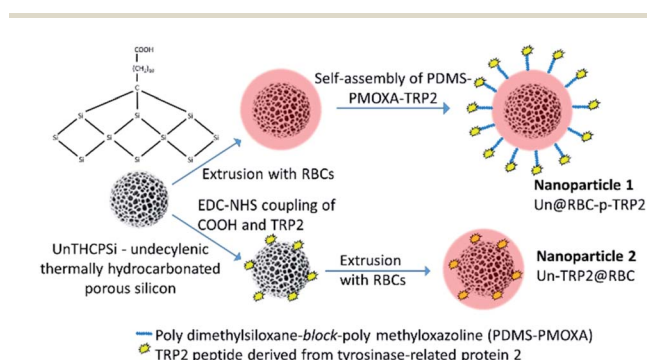 COOH
Self-assembly of PDMS-
PMOXA-TRP2
C
Si Si Si
Si Si Si Si
Si Si Si
Extrusion with RBCs
Nanoparticle 1
Un@RBC-p-TRP2
EDC-NHS coupling of
COOH and TRP2
UnTHCPSi - undecylenic
thermally hydrocarbonated
porous silicon
Extrusion
with RBCs
Nanoparticle 2
Un-TRP2@RBC
Poly dimethylsiloxane-block-poly methyloxazoline (PDMS-PMOXA)
TRP2 peptide derived from tyrosinase-related protein 2